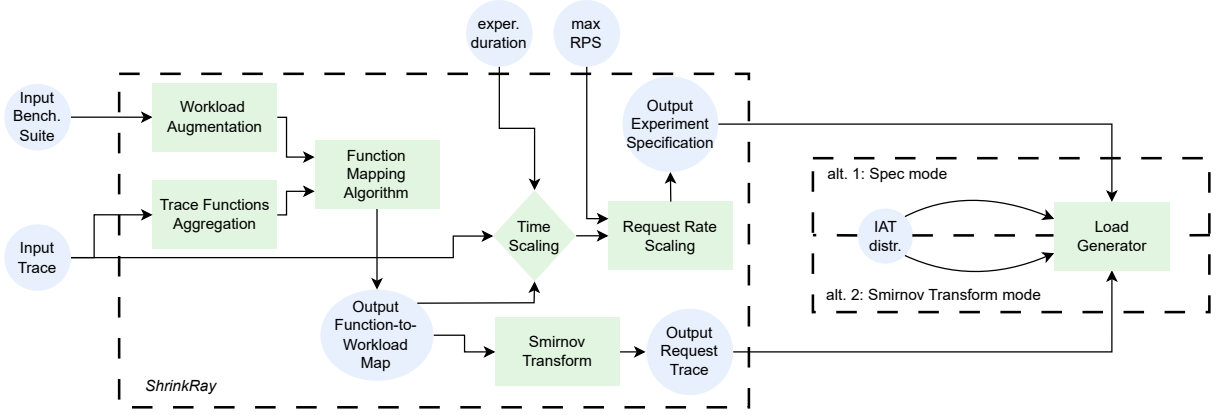 exper.
duration
max
RPS
Input
Bench.
Suite
Workload
Augmentation
Output
Experiment
Specification
Function
Mapping
Algorithm
alt. 1: Spec mode
Trace Functions
Aggregation
Time
Scaling
Request Rate
Scaling
IAT
distr.
Load
Generator
Input
Trace
alt. 2: Smirnov Transform mode
Output
Function-to-
Workload
Map
Smirnov
Transform
Output
Request
Trace
ShrinkRay